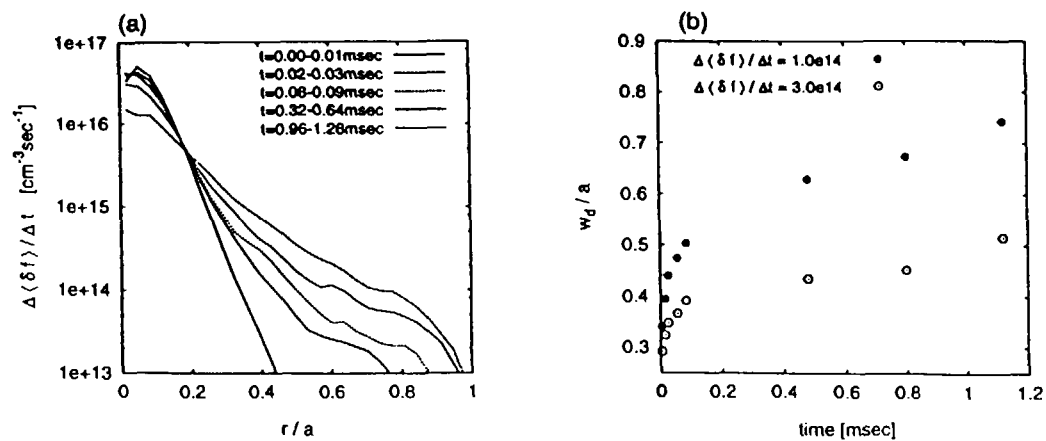 (a)
1e+17
1e+16
1e+15
1e+14
1e+13
Δ⟨δf⟩/Δt [cm⁻³sec⁻¹]
t=0.00-0.01msec
t=0.02-0.03msec
t=0.08-0.09msec
t=0.32-0.64msec
t=0.96-1.28msec
0 0.2 0.4 0.6 0.8 1
r/a
(b)
0.9
0.8
0.7
0.6
0.5
0.4
0.3
w_d/a
Δ⟨δf⟩/Δt = 1.0e14
Δ⟨δf⟩/Δt = 3.0e14
0 0.2 0.4 0.6 0.8 1 1.2
time [msec]